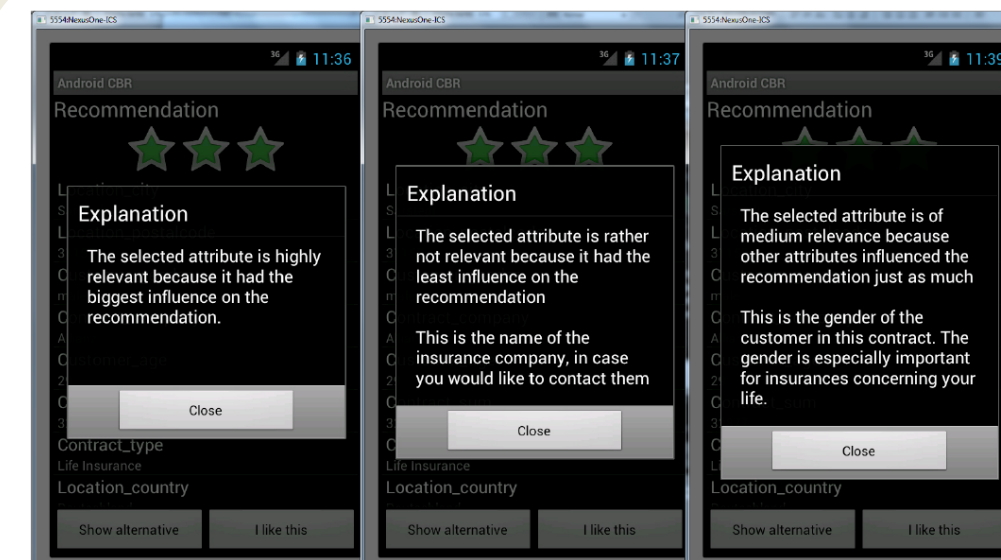 5554:NexusOne-ICS
3G 11:36
Android CBR
Recommendation
Explanation
The selected attribute is highly
relevant because it had the
biggest influence on the
recommendation.
Customer_age
Close
Contract_type
Life Insurance
Location_country
Show alternative
I like this
5554:NexusOne-ICS
3G 11:37
Android CBR
Recommendation
Explanation
The selected attribute is rather
not relevant because it had the
least influence on the
recommendation
This is the name of the
insurance company, in case
you would like to contact them
Close
Life Insurance
Location_country
Show alternative
I like this
5554:NexusOne-ICS
3G 11:39
Android CBR
Recommendation
Explanation
The selected attribute is of
medium relevance because
other attributes influenced the
recommendation just as much
This is the gender of the
customer in this contract. The
gender is especially important
for insurances concerning your
life.
Close
Location_country
Show alternative
I like this